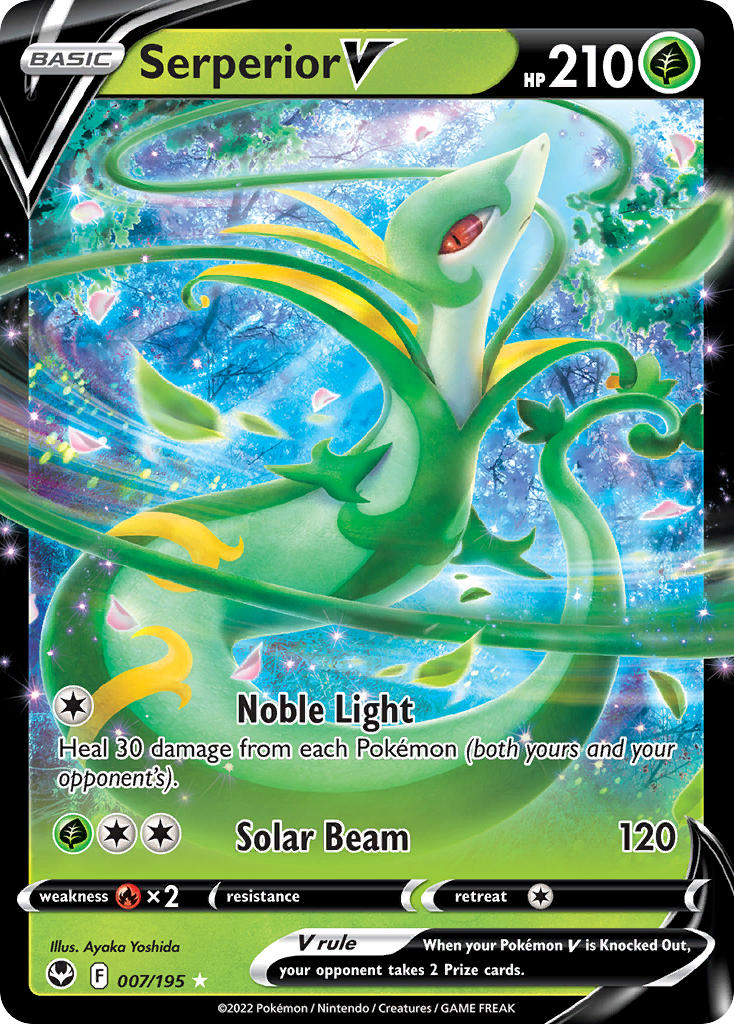 BASIC Serperior V HP 210
Noble Light
Heal 30 damage from each Pokémon (both yours and your
opponent's).
Solar Beam 120
weakness ×2 resistance retreat
Illus. Ayaka Yoshida
V rule When your Pokémon V is Knocked Out,
your opponent takes 2 Prize cards.
F 007/195
©2022 Pokémon / Nintendo / Creatures / GAME FREAK